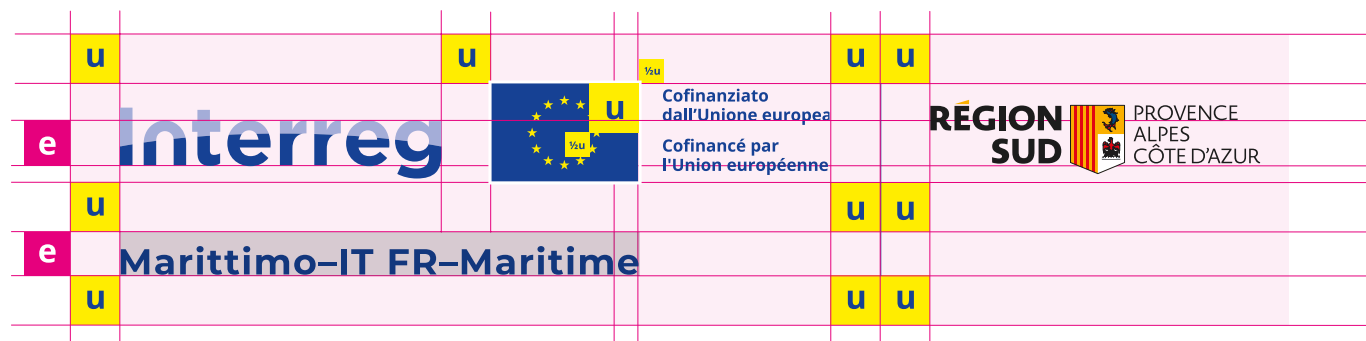 u u u u
½u
Cofinanziato
dall'Unione europea
u
Interreg
e
½u
Cofinancé par
l'Union européenne
RÉGION
SUD
PROVENCE
ALPES
CÔTE D'AZUR
u u u
e
Marittimo–IT FR–Maritime
u u u